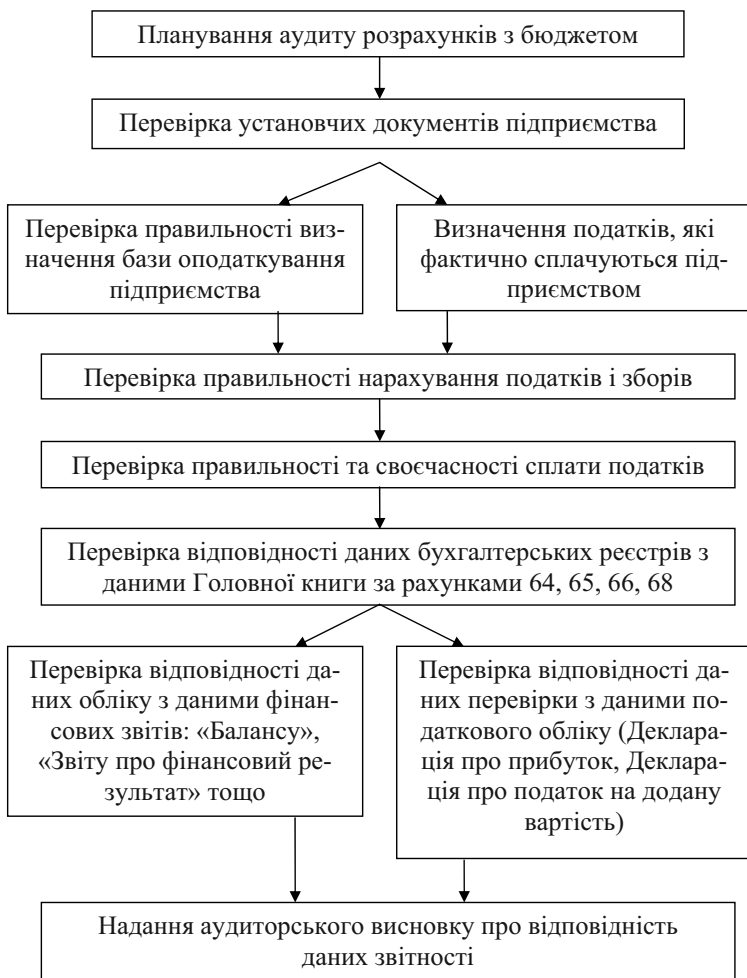 Планування аудиту розрахунків з бюджетом
Перевірка установчих документів підприємства
Перевірка правильності виз-
начення бази оподаткування
підприємства
Визначення податків, які
фактично сплачуються під-
приємством
Перевірка правильності нарахування податків і зборів
Перевірка правильності та своєчасності сплати податків
Перевірка відповідності даних бухгалтерських реєстрів з
даними Головної книги за рахунками 64, 65, 66, 68
Перевірка відповідності да-
них обліку з даними фінан-
сових звітів: «Балансу»,
«Звіту про фінансовий ре-
зультат» тощо
Перевірка відповідності да-
них перевірки з даними по-
даткового обліку (Деклара-
ція про прибуток, Деклара-
ція про податок на додану
вартість)
Надання аудиторського висновку про відповідність
даних звітності